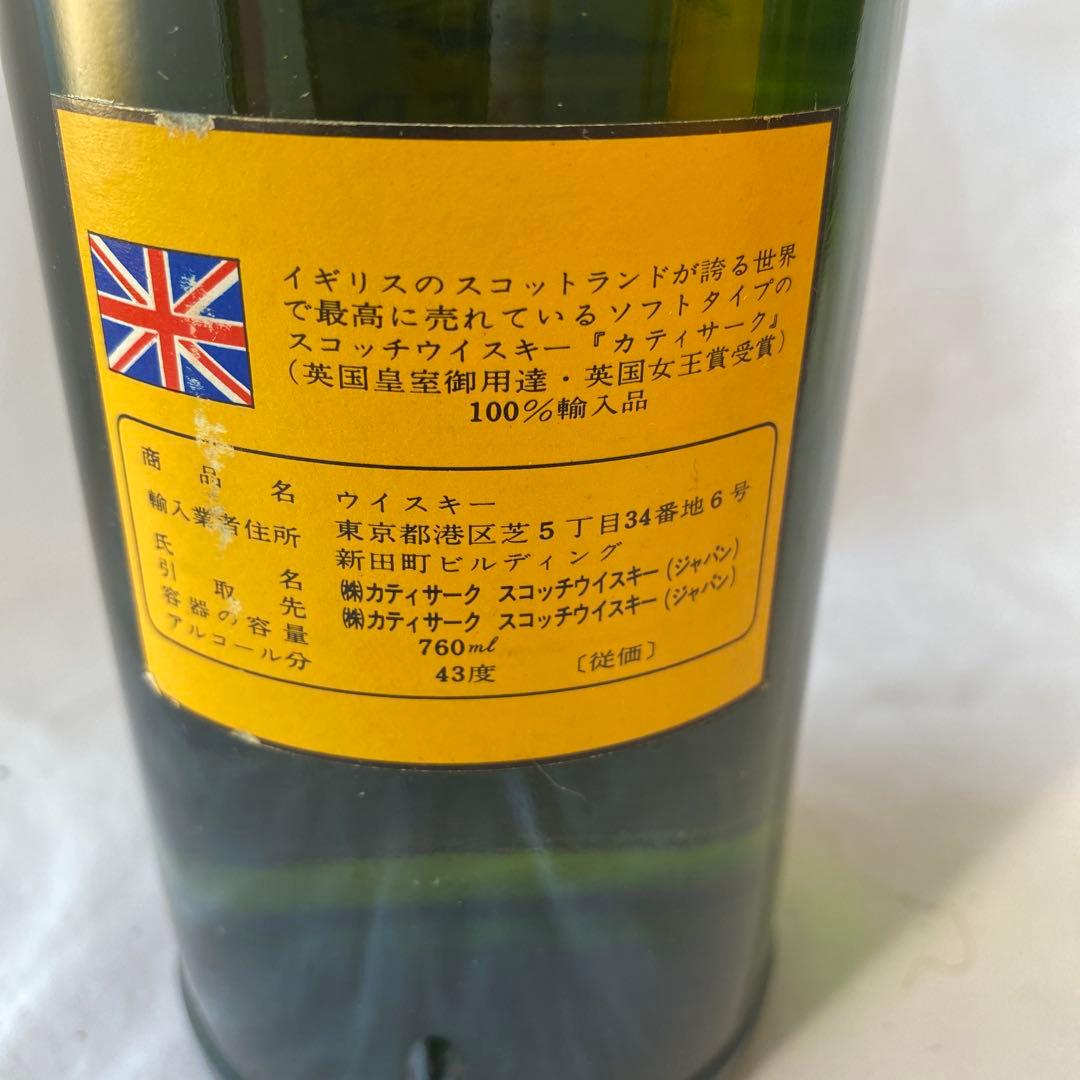 イギリスのスコットランドが誇る世界
で最高に売れているソフトタイプの
スコッチウイスキー『カティサーク』
(英国皇室御用達・英国女王賞受賞)
100%輸入品
商品名 ウイスキー
輸入業者住所 東京都港区芝5丁目34番地6号
新田町ビルディング
氏名 ㈱カティサーク スコッチウイスキー(ジャパン)
引取先 ㈱カティサーク スコッチウイスキー(ジャパン)
容器の容量 760ml
アルコール分 43度 〔従価〕